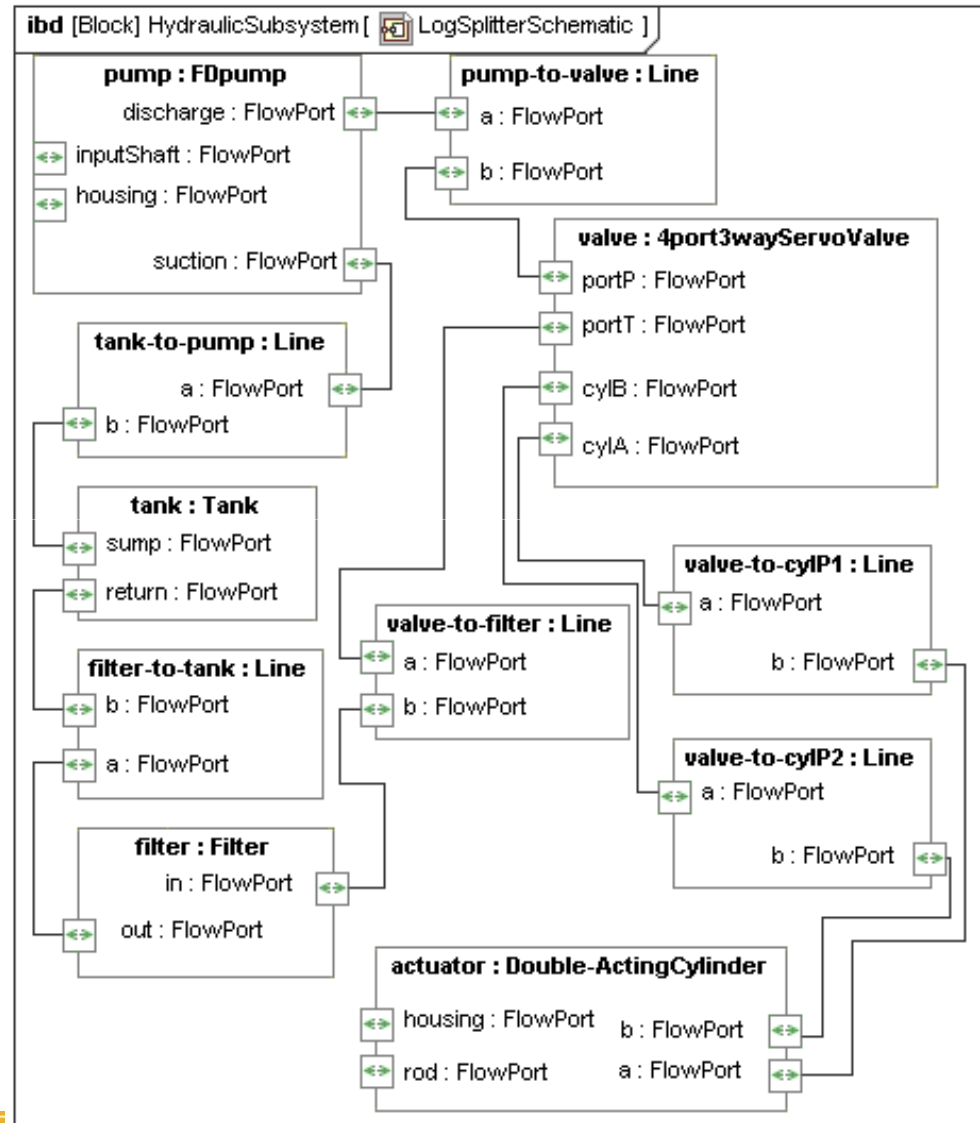 ibd [Block] HydraulicSubsystem [ LogSplitterSchematic ]
pump : FDpump
discharge : FlowPort
inputShaft : FlowPort
housing : FlowPort
suction : FlowPort
pump-to-valve : Line
a : FlowPort
b : FlowPort
valve : 4port3wayServoValve
portP : FlowPort
portT : FlowPort
cylB : FlowPort
cylA : FlowPort
tank-to-pump : Line
a : FlowPort
b : FlowPort
tank : Tank
sump : FlowPort
return : FlowPort
valve-to-cylP1 : Line
a : FlowPort
b : FlowPort
valve-to-filter : Line
a : FlowPort
b : FlowPort
filter-to-tank : Line
b : FlowPort
a : FlowPort
valve-to-cylP2 : Line
a : FlowPort
b : FlowPort
filter : Filter
in : FlowPort
out : FlowPort
actuator : Double-ActingCylinder
housing : FlowPort
b : FlowPort
rod : FlowPort
a : FlowPort